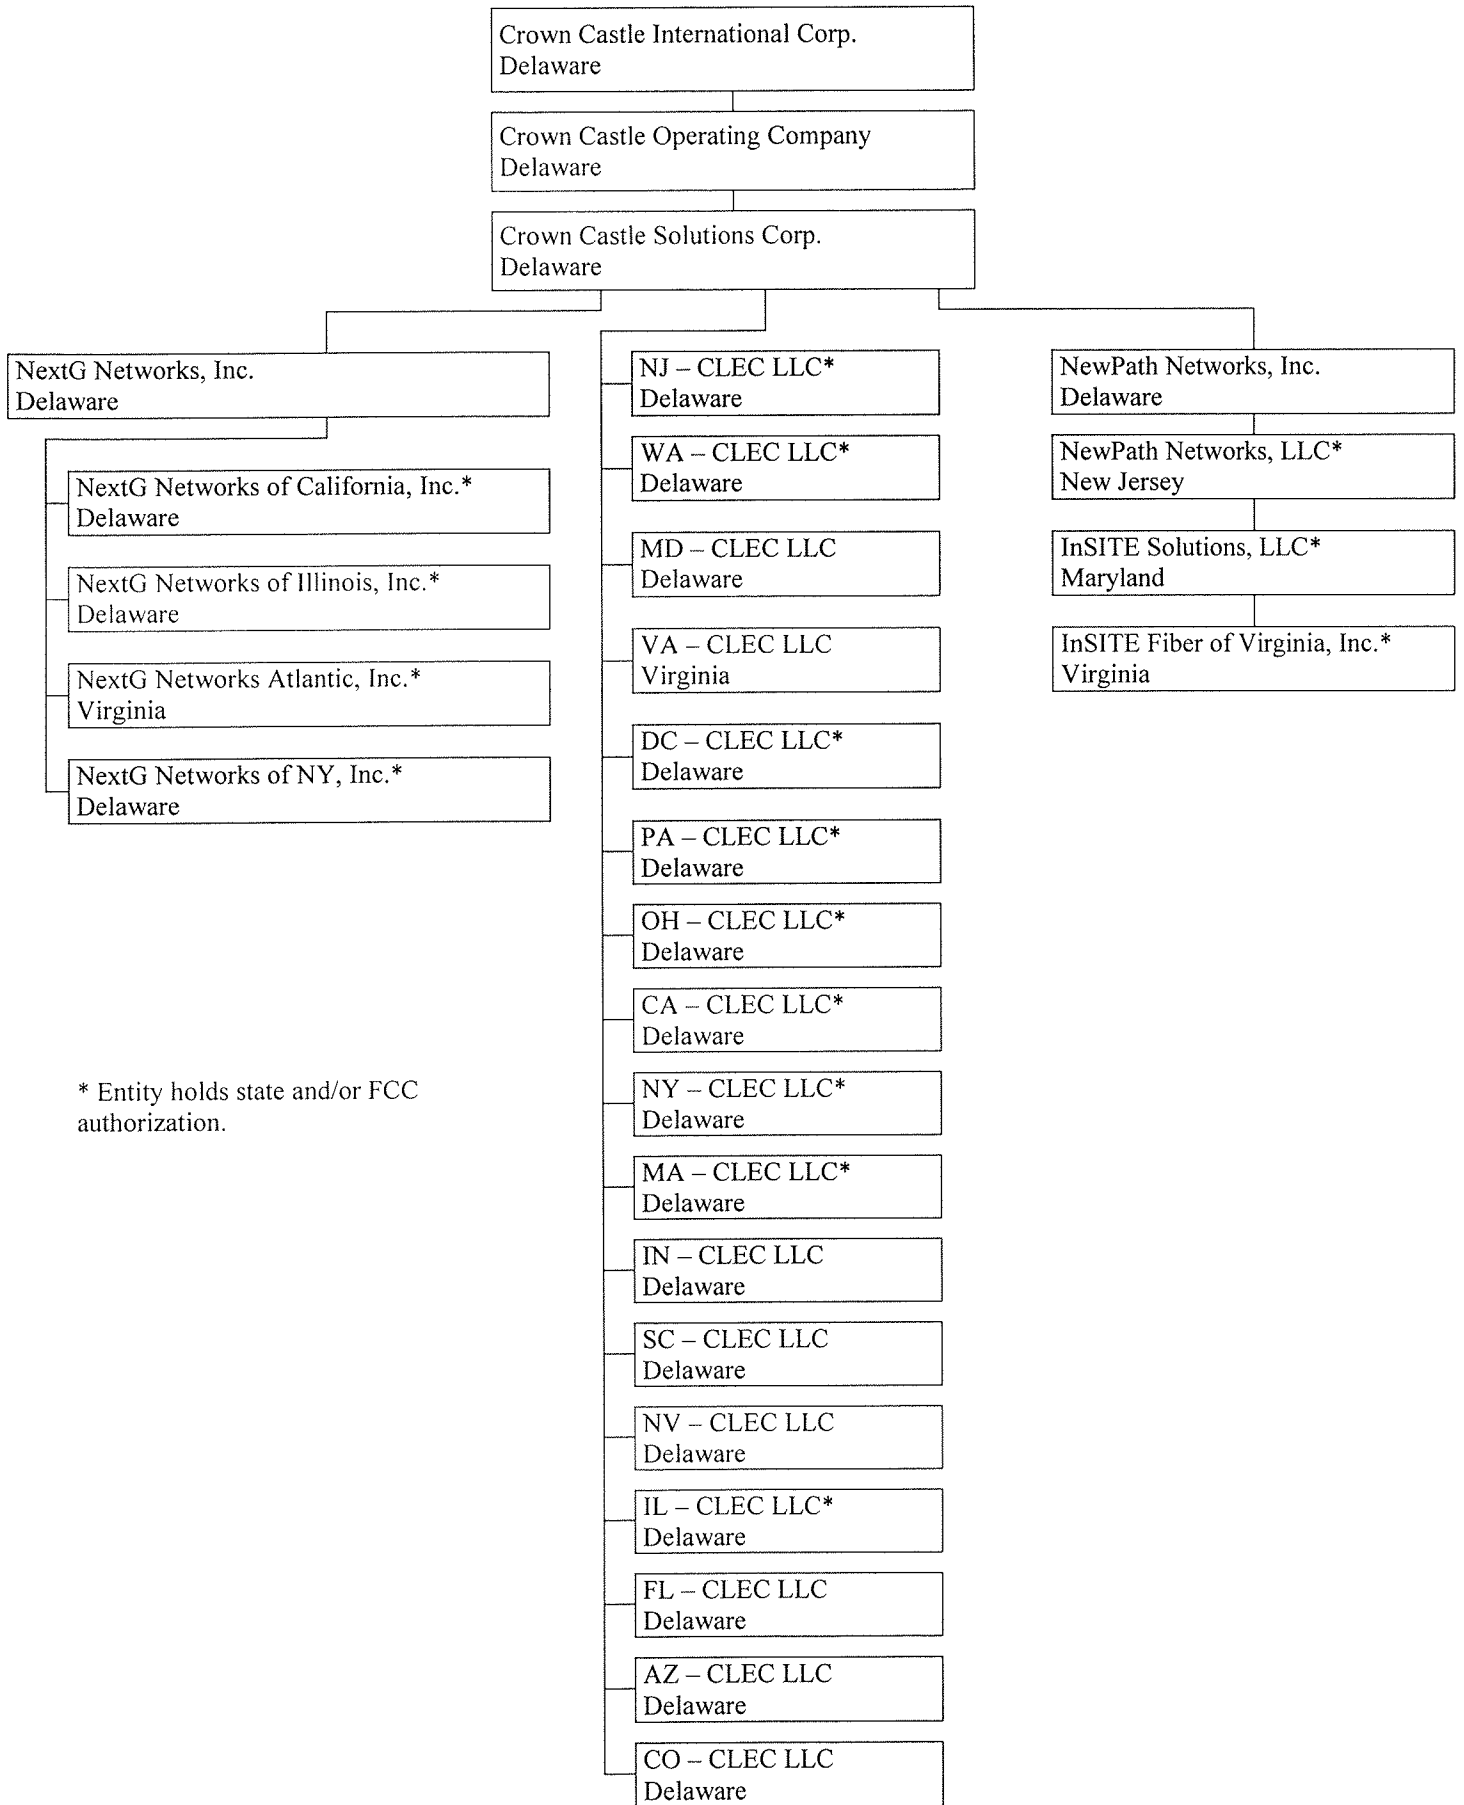 Crown Castle International Corp.
Delaware
Crown Castle Operating Company
Delaware
Crown Castle Solutions Corp.
Delaware
NextG Networks, Inc.
Delaware
NextG Networks of California, Inc.*
Delaware
NextG Networks of Illinois, Inc.*
Delaware
NextG Networks Atlantic, Inc.*
Virginia
NextG Networks of NY, Inc.*
Delaware
NJ – CLEC LLC*
Delaware
WA – CLEC LLC*
Delaware
MD – CLEC LLC
Delaware
VA – CLEC LLC
Virginia
DC – CLEC LLC*
Delaware
PA – CLEC LLC*
Delaware
OH – CLEC LLC*
Delaware
CA – CLEC LLC*
Delaware
NY – CLEC LLC*
Delaware
MA – CLEC LLC*
Delaware
IN – CLEC LLC
Delaware
SC – CLEC LLC
Delaware
NV – CLEC LLC
Delaware
IL – CLEC LLC*
Delaware
FL – CLEC LLC
Delaware
AZ – CLEC LLC
Delaware
CO – CLEC LLC
Delaware
NewPath Networks, Inc.
Delaware
NewPath Networks, LLC*
New Jersey
InSITE Solutions, LLC*
Maryland
InSITE Fiber of Virginia, Inc.*
Virginia
* Entity holds state and/or FCC
authorization.